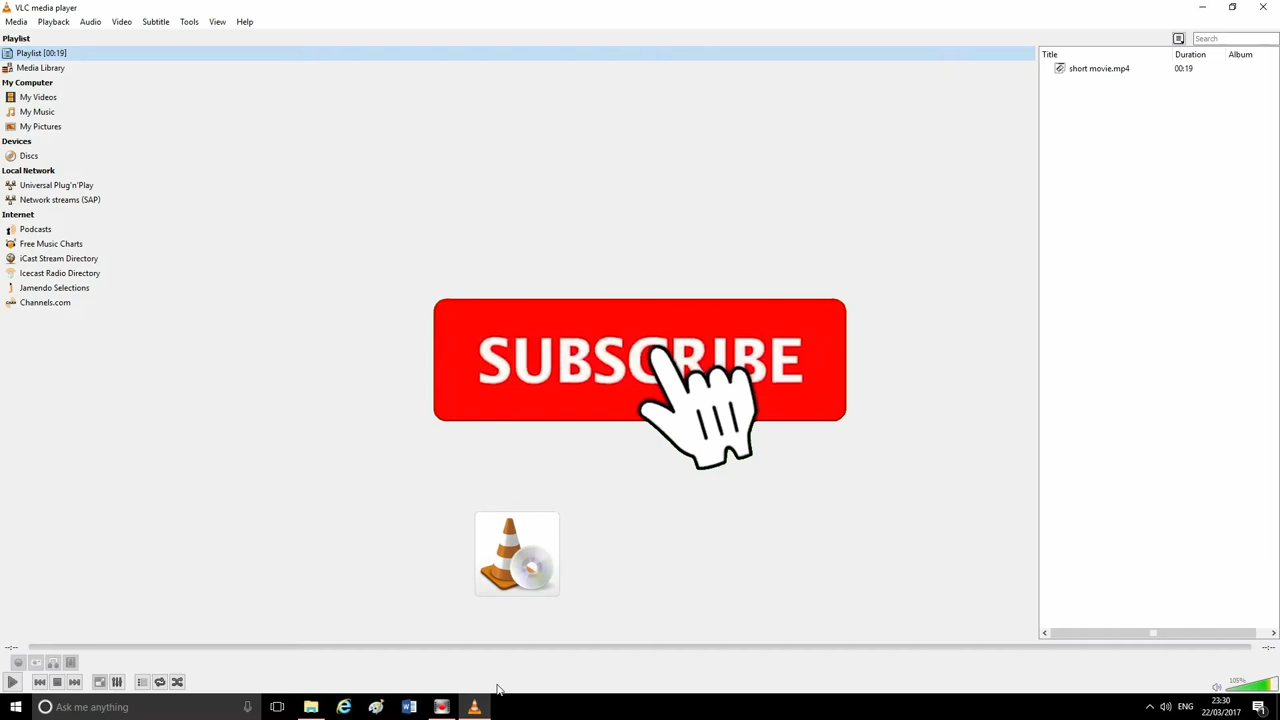 VLC media player
Media Playback Audio Video Subtitle Tools View Help
Playlist
Search
Playlist [00:19]
Title Duration Album
Media Library
short movie.mp4 00:19
My Computer
My Videos
My Music
My Pictures
Devices
Discs
Local Network
Universal Plug'n'Play
Network streams (SAP)
Internet
Podcasts
Free Music Charts
iCast Stream Directory
Icecast Radio Directory
Jamendo Selections
Channels.com
SUBSCRIBE
--:-- --:--
105%
Ask me anything
ENG
23:30
22/03/2017